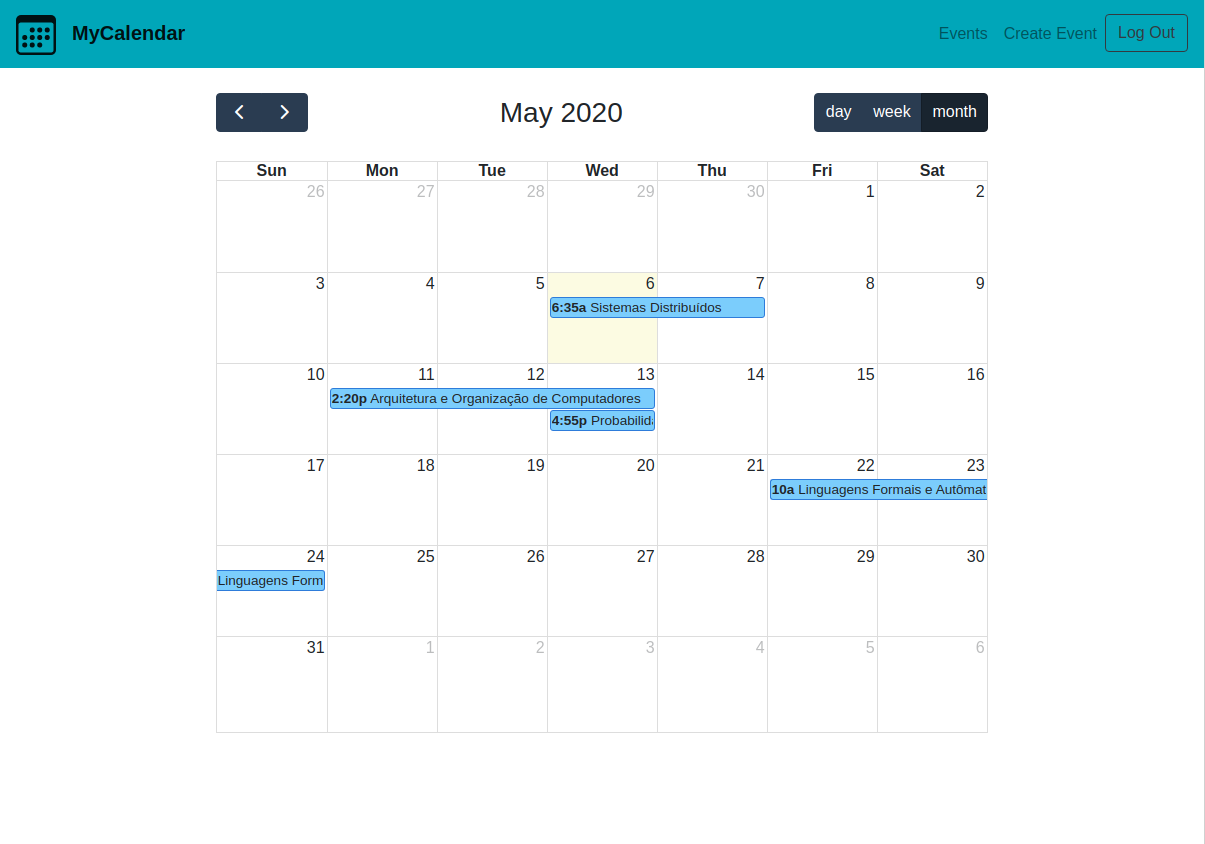 MyCalendar
Events Create Event Log Out
May 2020
day week month
Sun Mon Tue Wed Thu Fri Sat
26 27 28 29 30 1 2
3 4 5 6 7 8 9
6:35a Sistemas Distribuídos
10 11 12 13 14 15 16
2:20p Arquitetura e Organização de Computadores
4:55p Probabilid
17 18 19 20 21 22 23
10a Linguagens Formais e Autômat
24 25 26 27 28 29 30
Linguagens Form
31 1 2 3 4 5 6